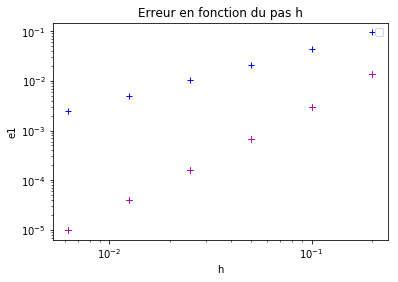 Erreur en fonction du pas h
10⁻¹
10⁻²
e1
10⁻³
10⁻⁴
10⁻⁵
10⁻² 10⁻¹
h